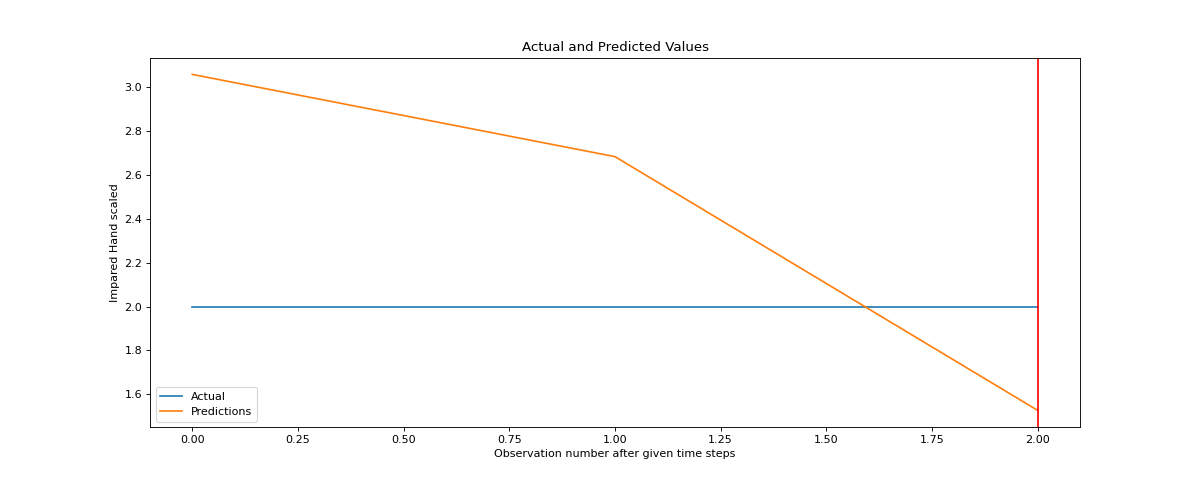 Actual and Predicted Values
Impared Hand scaled
3.0
2.8
2.6
2.4
2.2
2.0
1.8
1.6
Actual
Predictions
0.00 0.25 0.50 0.75 1.00 1.25 1.50 1.75 2.00
Observation number after given time steps